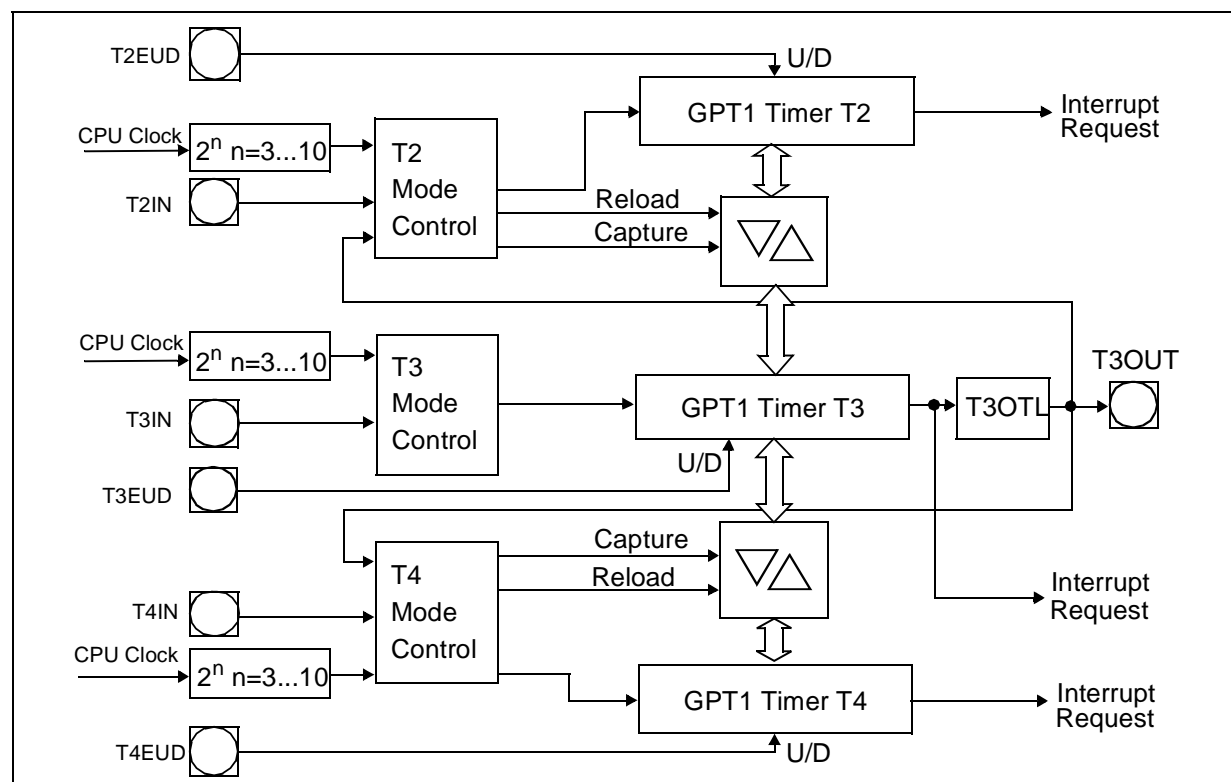 T2EUD
U/D
GPT1 Timer T2
Interrupt
Request
CPU Clock
2ⁿ n=3...10
T2
Mode
Control
T2IN
Reload
Capture
CPU Clock
2ⁿ n=3...10
T3
Mode
Control
T3IN
GPT1 Timer T3
T3OTL
T3OUT
U/D
T3EUD
Capture
Reload
T4
Mode
Control
T4IN
Interrupt
Request
CPU Clock
2ⁿ n=3...10
GPT1 Timer T4
Interrupt
Request
T4EUD
U/D